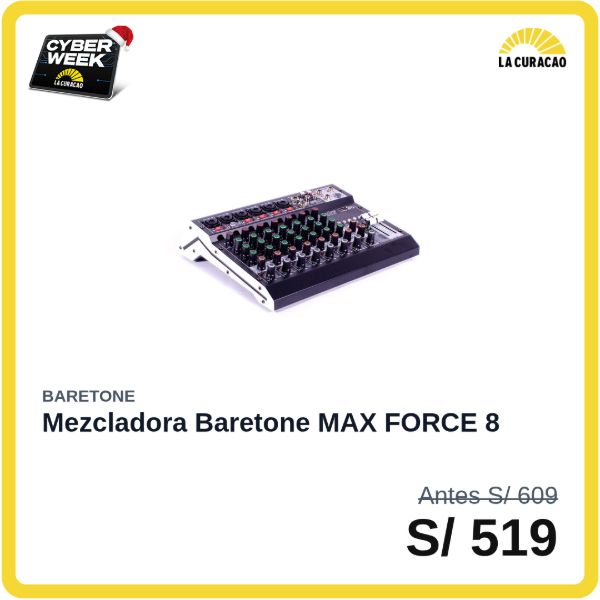 CYBER
WEEK
LA CURACAO
LA CURACAO
BARETONE
Mezcladora Baretone MAX FORCE 8
Antes S/ 609
S/ 519